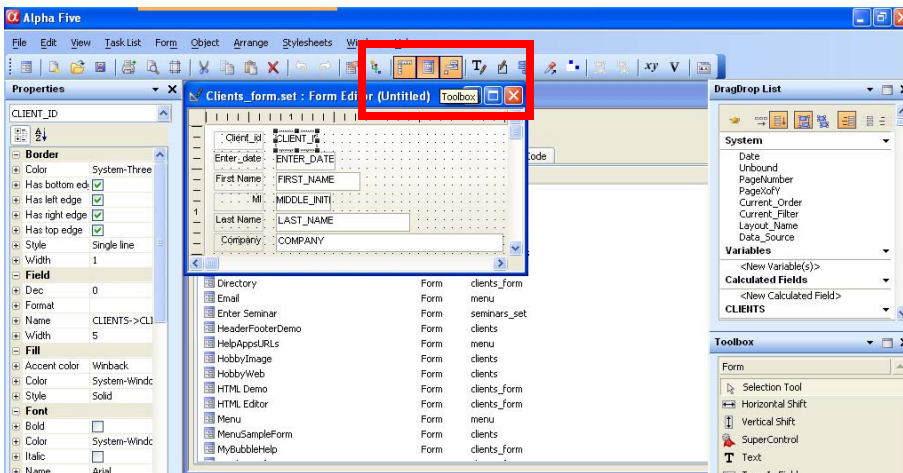 Alpha Five
File Edit View Task List Form Object Arrange Stylesheets
xy V
Properties
CLIENT_ID
Border
Color System-Three
Has bottom ed
Has left edge
Has right edge
Has top edge
Style Single line
Width 1
Field
Dec 0
Format
Name CLIENTS->CLI
Width 5
Fill
Accent color Winback
Color System-Windo
Style Solid
Font
Bold
Color System-Windo
Italic
Name Arial
Clients_form.set : Form Editor (Untitled)
Toolbox
Client_id CLIENT_I
Enter_date ENTER_DATE
First Name FIRST_NAME
MI MIDDLE_INITI
1
Last Name LAST_NAME
Company COMPANY
Code
Directory Form clients_form
Email Form menu
Enter Seminar Form seminars_set
HeaderFooterDemo Form clients
HelpAppsURLs Form menu
HobbyImage Form clients
HobbyWeb Form clients
HTML Demo Form clients_form
HTML Editor Form clients_form
Menu Form menu
MenuSampleForm Form clients
MyBubbleHelp Form clients_form
DragDrop List
System
Date
Unbound
PageNumber
PageXofY
Current_Order
Current_Filter
Layout_Name
Data_Source
Variables
<New Variable(s)>
Calculated Fields
<New Calculated Field>
CLIENTS
Toolbox
Form
Selection Tool
Horizontal Shift
Vertical Shift
SuperControl
T Text